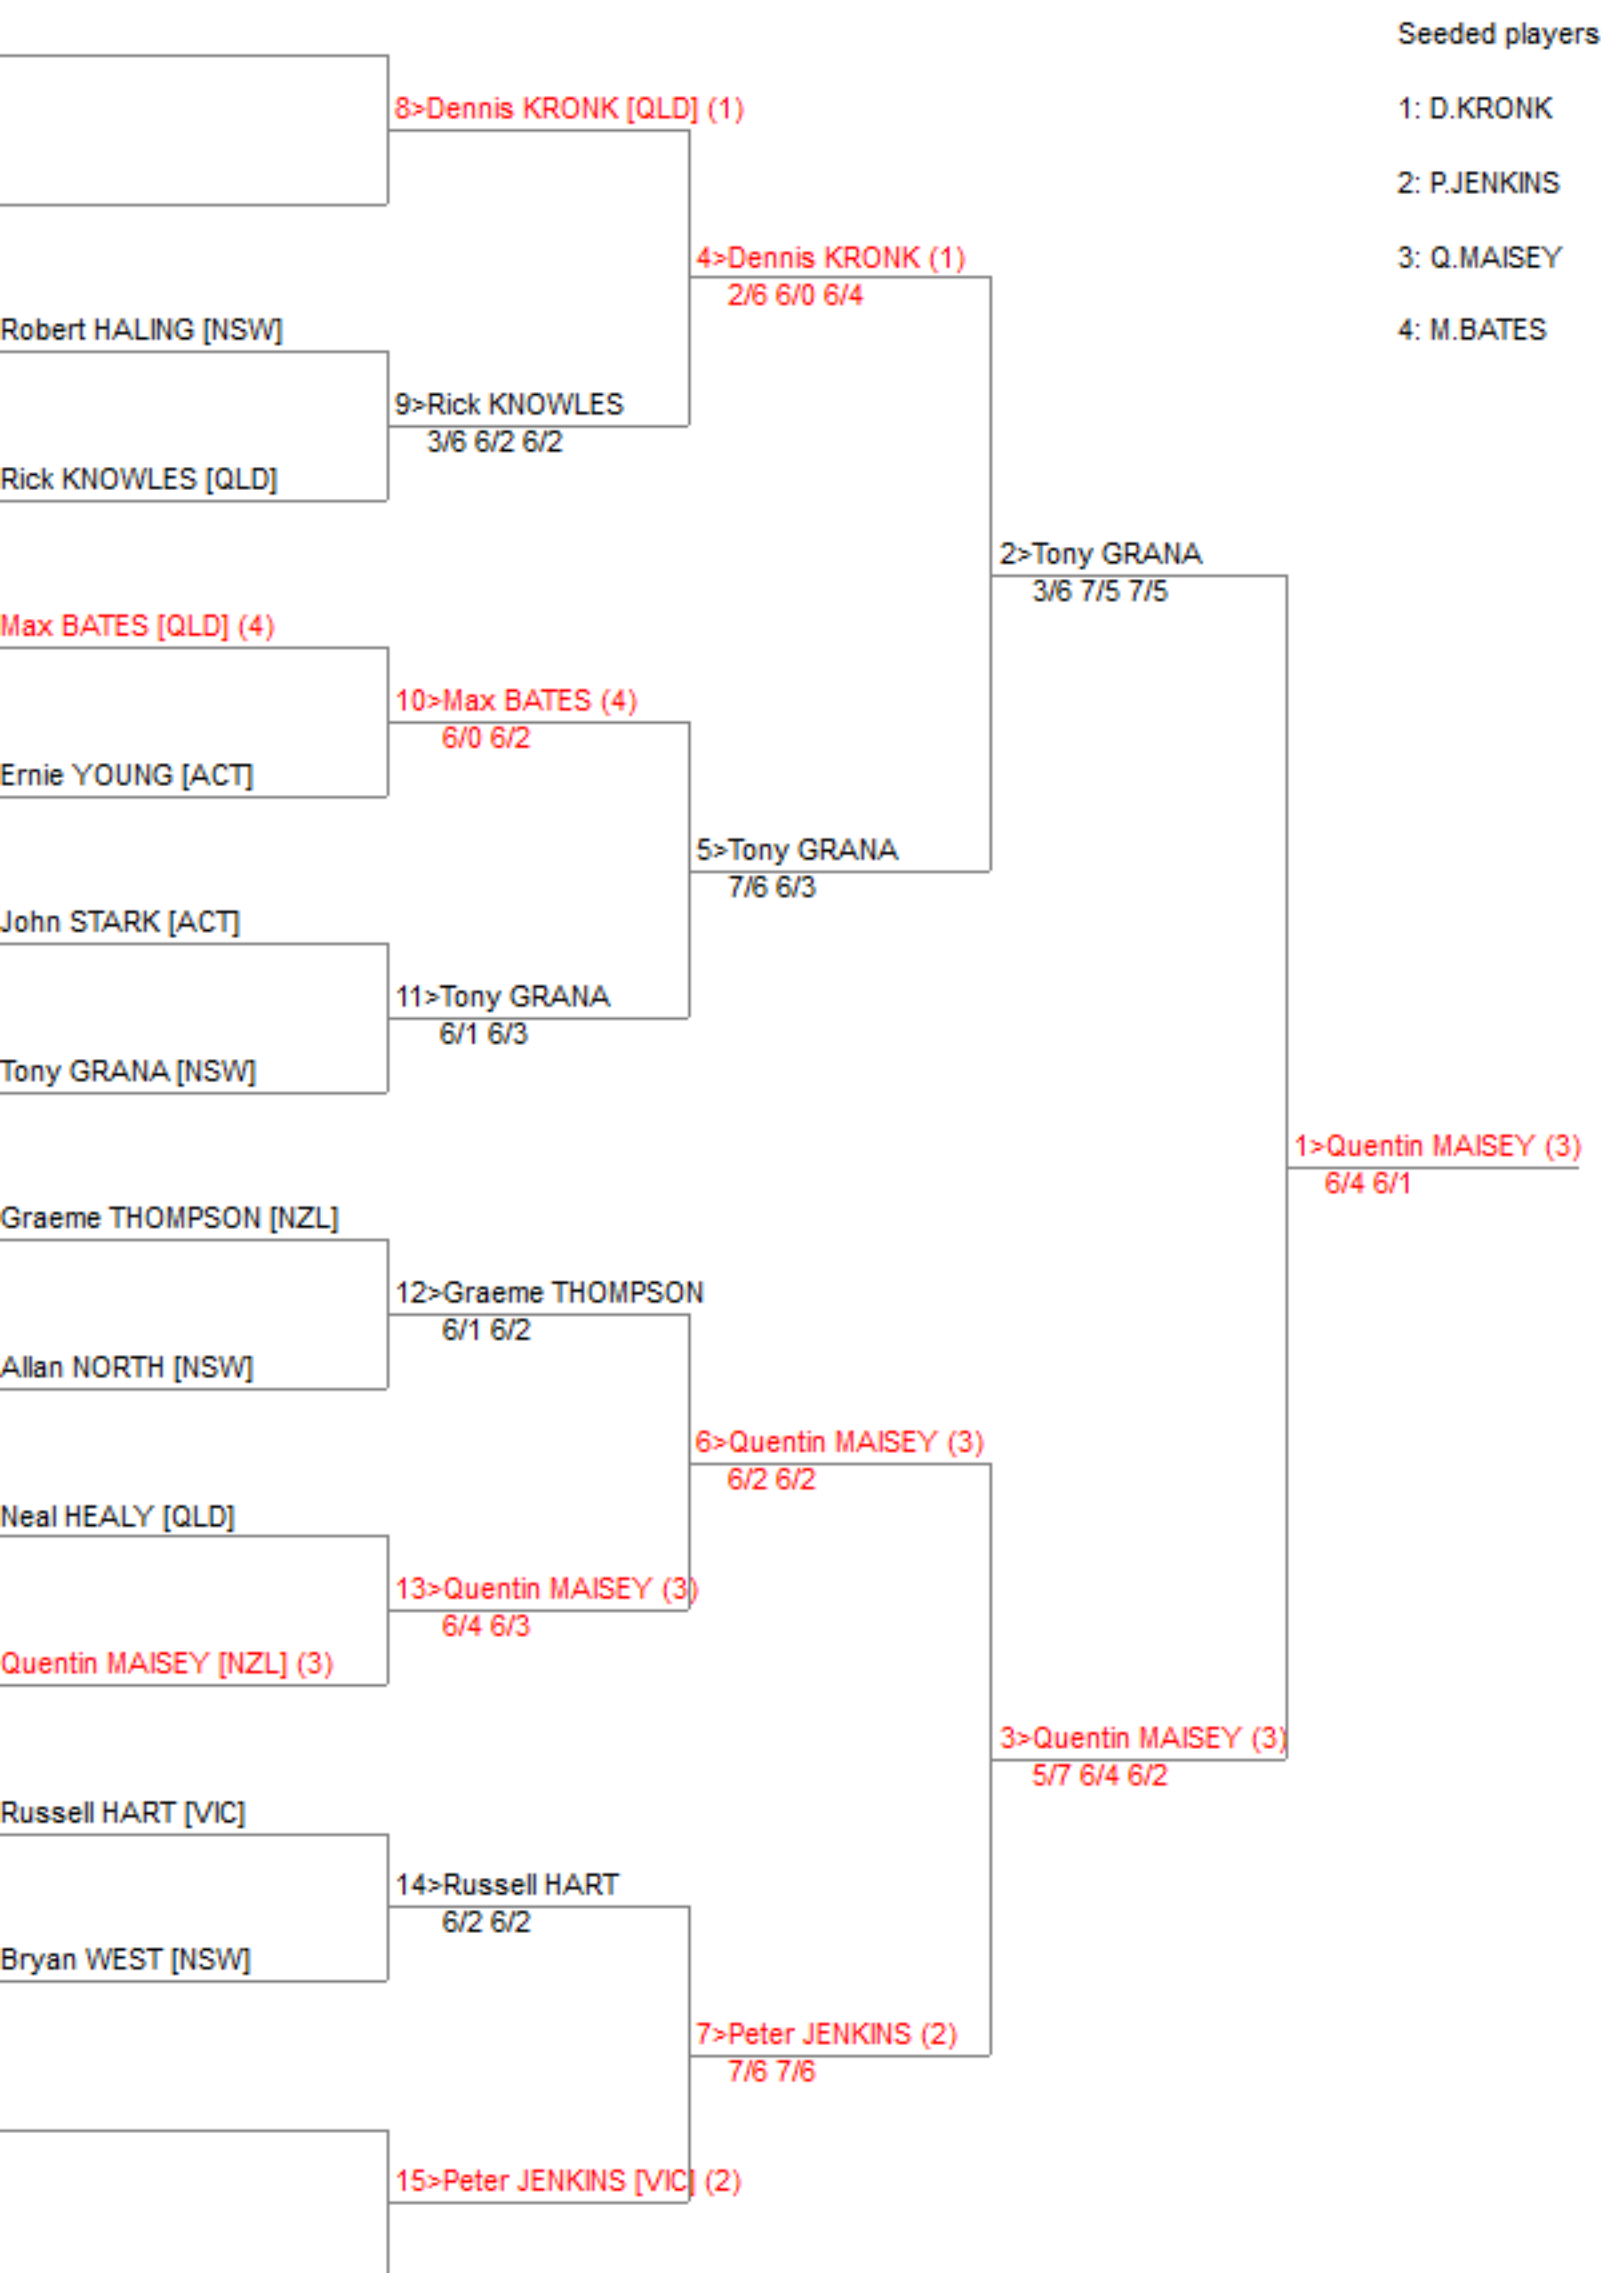 Seeded players
8>Dennis KRONK [QLD] (1)
1: D.KRONK
2: P.JENKINS
4>Dennis KRONK (1)
3: Q.MAISEY
2/6 6/0 6/4
Robert HALING [NSW]
4: M.BATES
9>Rick KNOWLES
3/6 6/2 6/2
Rick KNOWLES [QLD]
2>Tony GRANA
3/6 7/5 7/5
Max BATES [QLD] (4)
10>Max BATES (4)
6/0 6/2
Ernie YOUNG [ACT]
5>Tony GRANA
7/6 6/3
John STARK [ACT]
11>Tony GRANA
6/1 6/3
Tony GRANA [NSW]
1>Quentin MAISEY (3)
6/4 6/1
Graeme THOMPSON [NZL]
12>Graeme THOMPSON
6/1 6/2
Allan NORTH [NSW]
6>Quentin MAISEY (3)
6/2 6/2
Neal HEALY [QLD]
13>Quentin MAISEY (3)
6/4 6/3
Quentin MAISEY [NZL] (3)
3>Quentin MAISEY (3)
5/7 6/4 6/2
Russell HART [VIC]
14>Russell HART
6/2 6/2
Bryan WEST [NSW]
7>Peter JENKINS (2)
7/6 7/6
15>Peter JENKINS [VIC] (2)